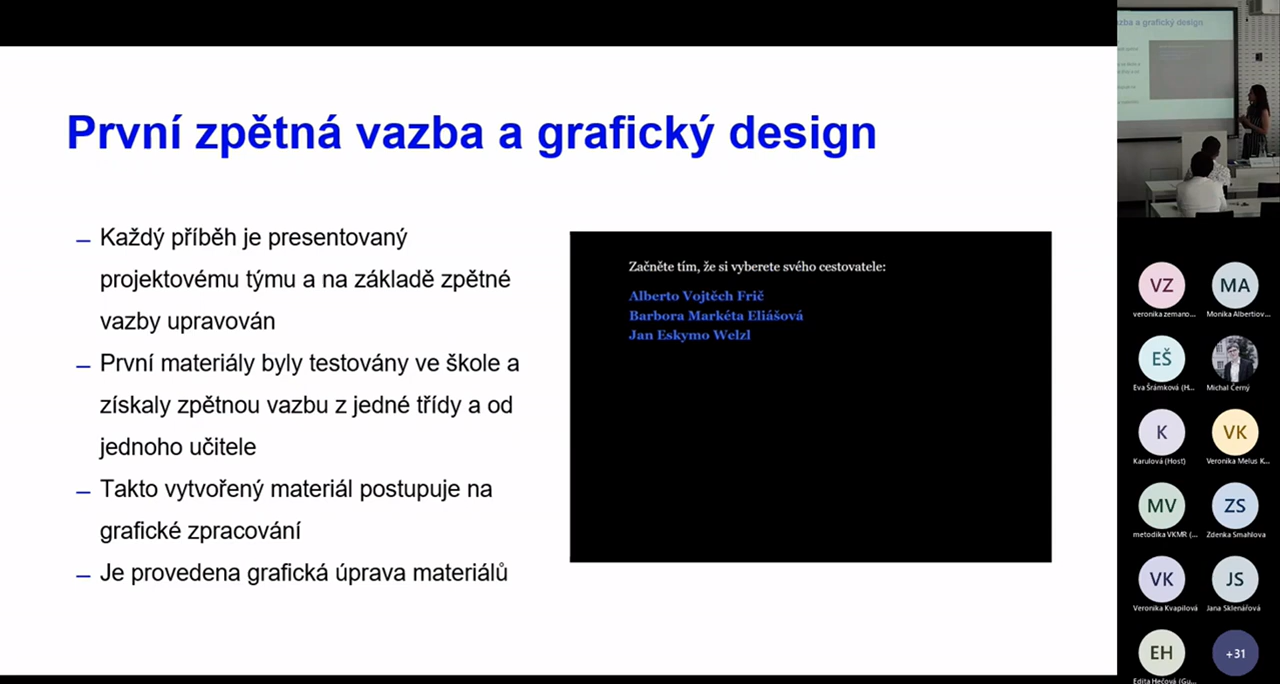 První zpětná vazba a grafický design
– Každý příběh je presentovaný
projektovému týmu a na základě zpětné
vazby upravován
– První materiály byly testovány ve škole a
získaly zpětnou vazbu z jedné třídy a od
jednoho učitele
– Takto vytvořený materiál postupuje na
grafické zpracování
– Je provedena grafická úprava materiálů
Začněte tím, že si vyberete svého cestovatele:
Alberto Vojtěch Frič
Barbora Markéta Eliášová
Jan Eskymo Welzl
zba a grafický design
VZ
veronika zemano...
MA
Monika Albertiov...
EŠ
Eva Šrámková (H...
Michal Černý
K
Karulová (Host)
VK
Veronika Melus K...
MV
metodika VKMR (...
ZS
Zdenka Smahlova
VK
Veronika Kvapilová
JS
Jana Sklenářová
EH
Edita Hečová (Gu...
+31